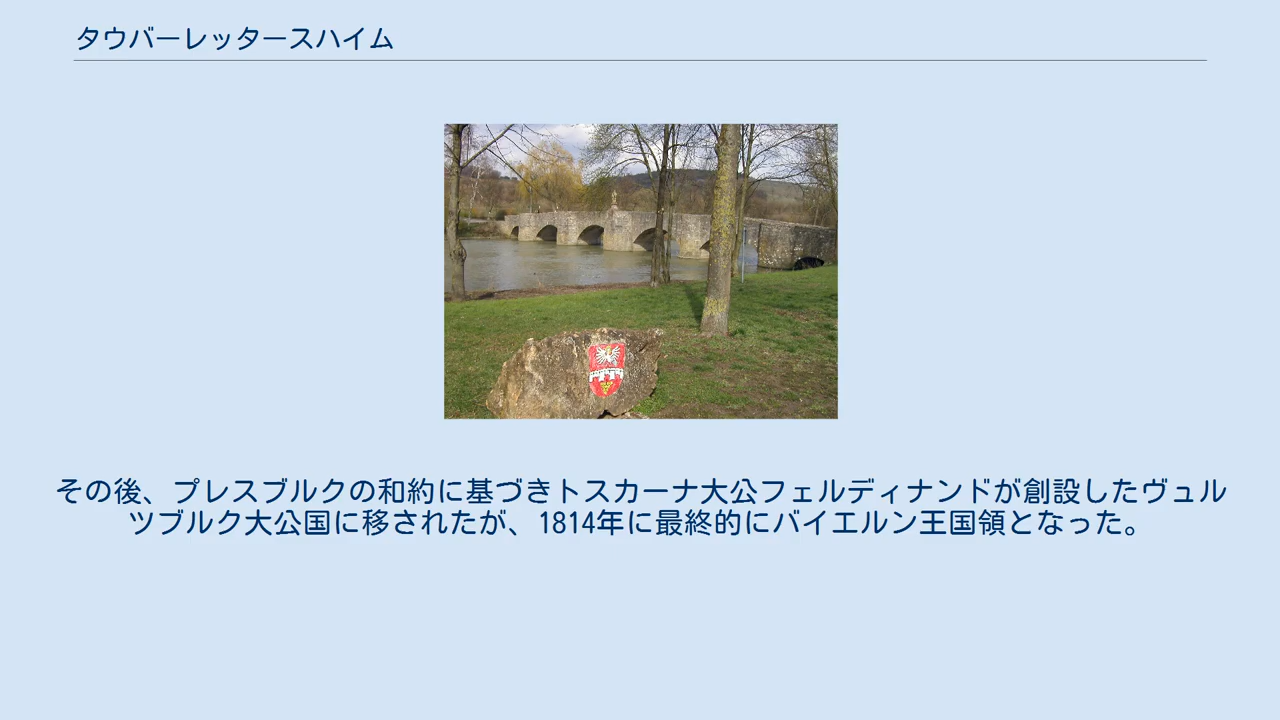 タウバーレッタースハイム
その後、プレスブルクの和約に基づきトスカーナ大公フェルディナンドが創設したヴュル
ツブルク大公国に移されたが、1814年に最終的にバイエルン王国領となった。